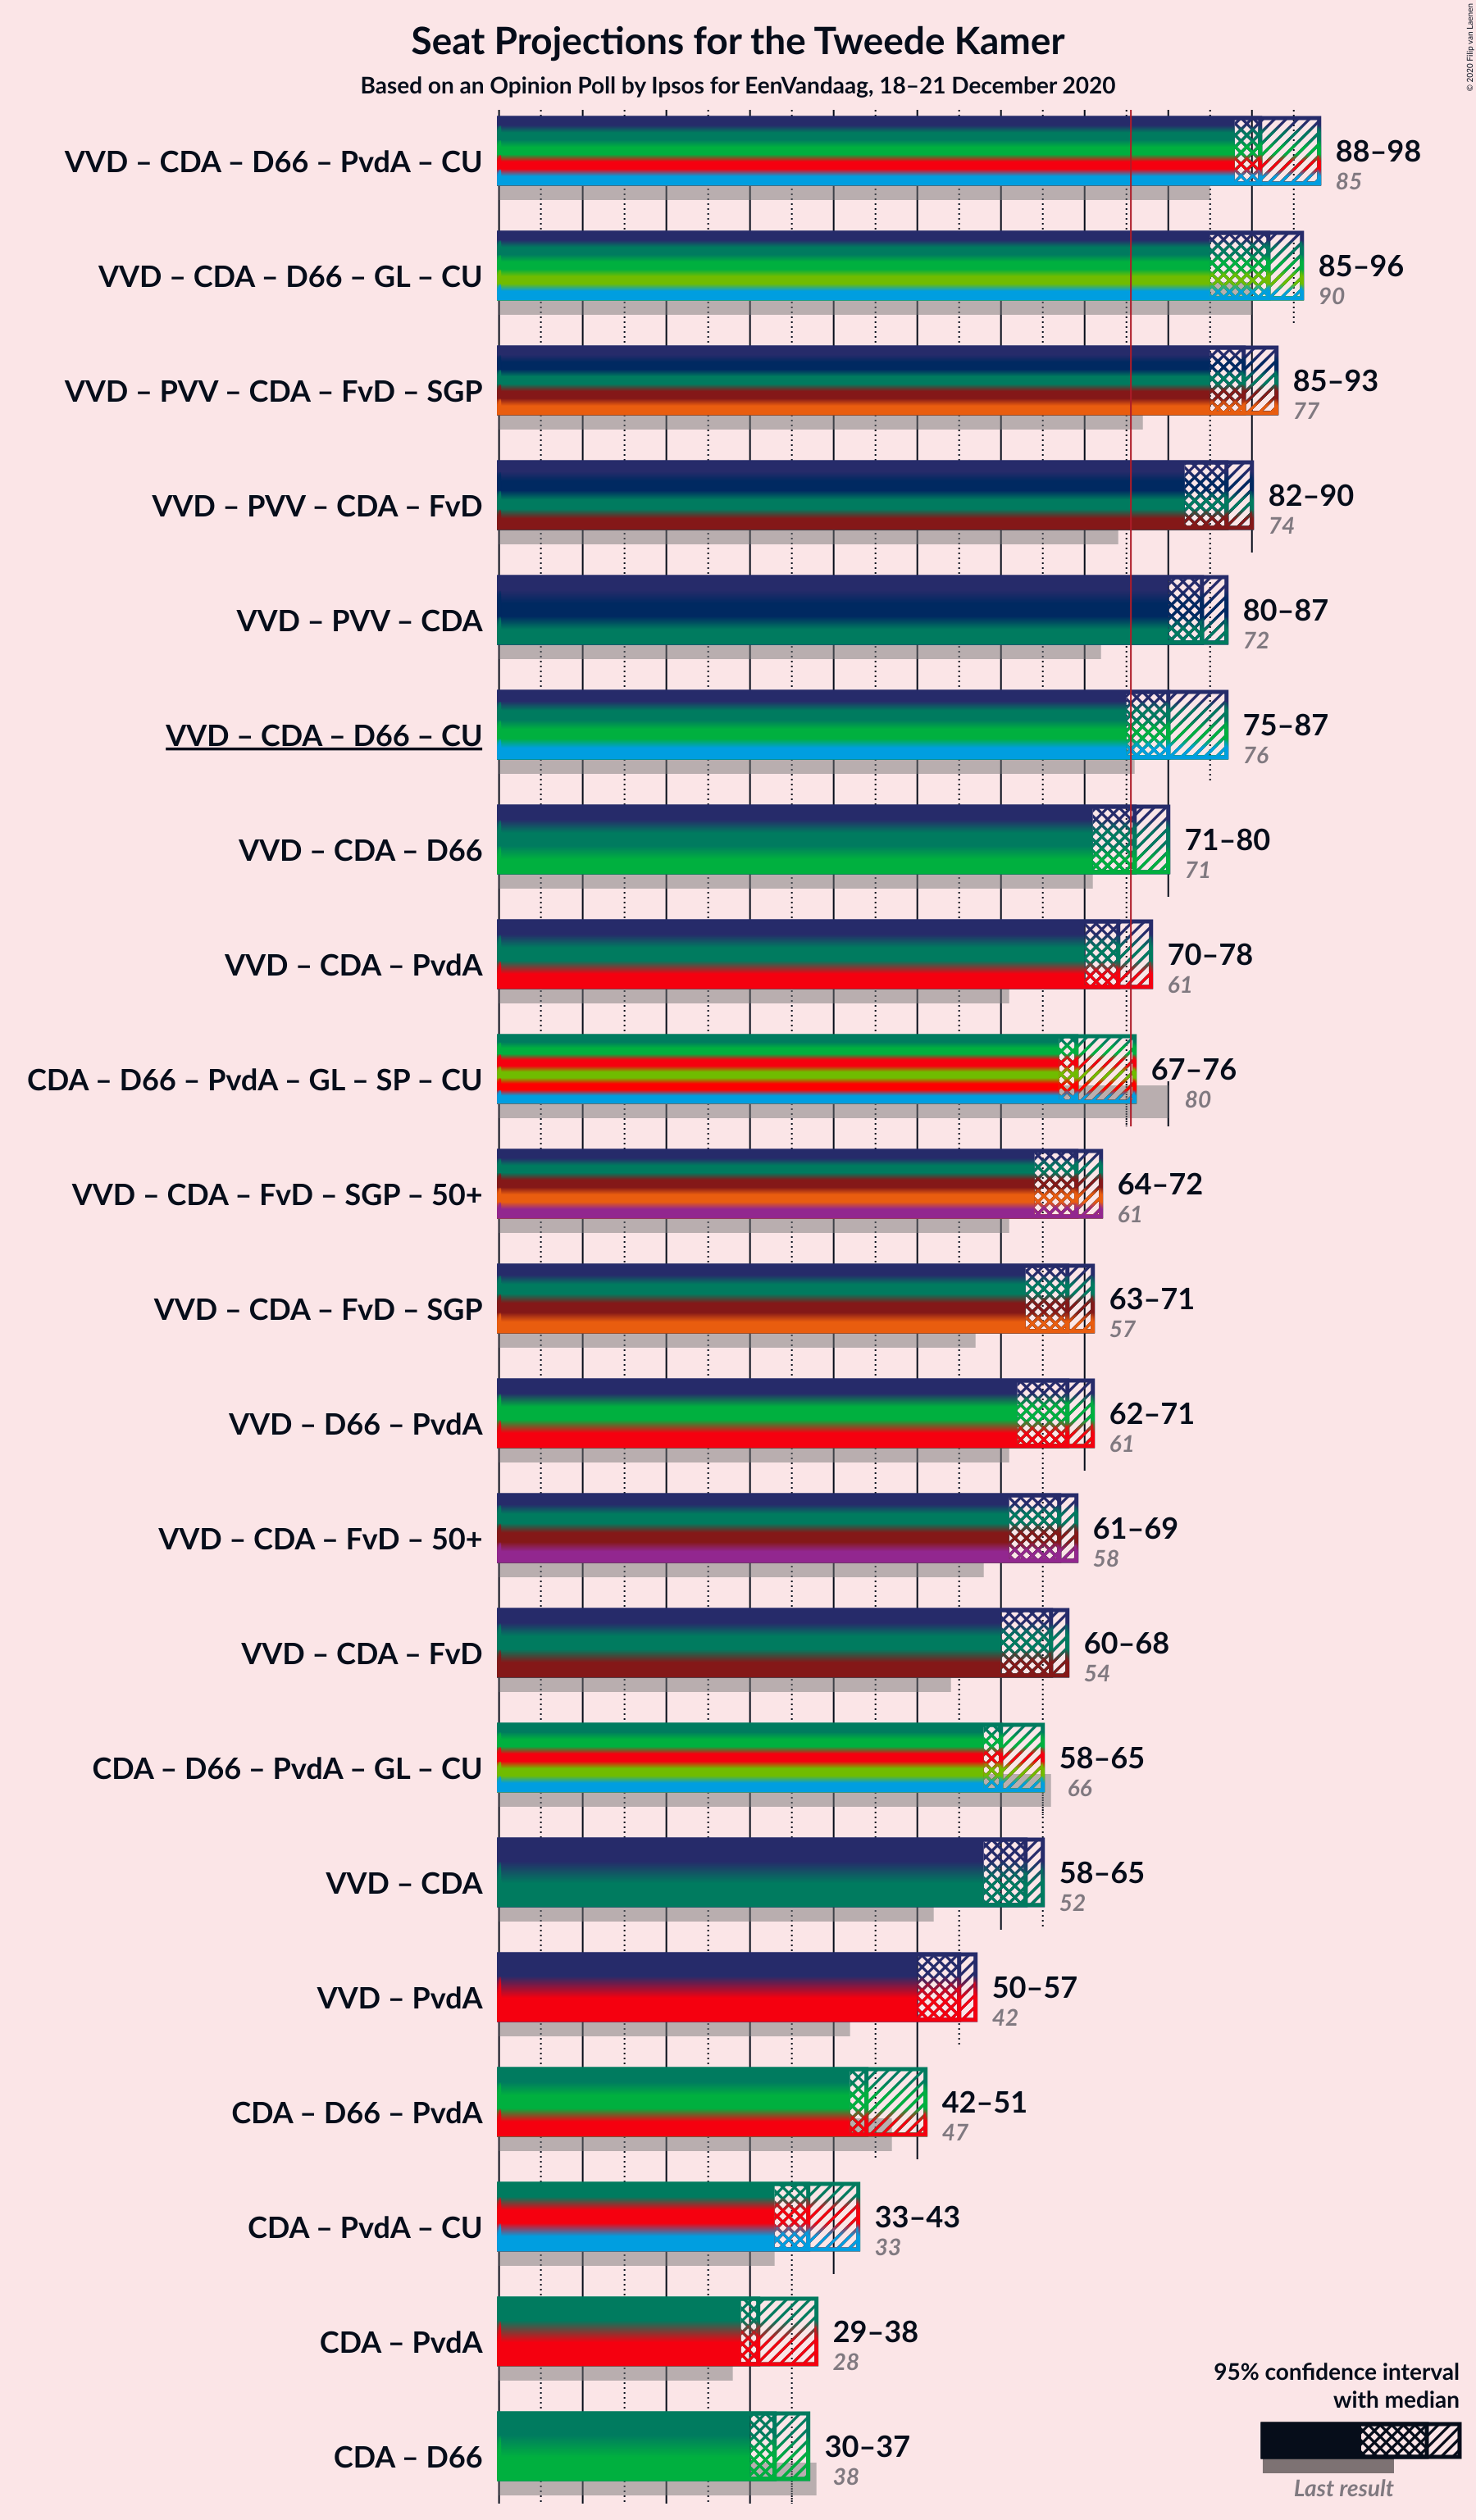 © 2020 Filip van Laenen
Seat Projections for the Tweede Kamer
Based on an Opinion Poll by Ipsos for EenVandaag, 18–21 December 2020
VVD – CDA – D66 – PvdA – CU
88–98
85
VVD – CDA – D66 – GL – CU
85–96
90
VVD – PVV – CDA – FvD – SGP
85–93
77
VVD – PVV – CDA – FvD
82–90
74
VVD – PVV – CDA
80–87
72
VVD – CDA – D66 – CU
75–87
76
VVD – CDA – D66
71–80
71
VVD – CDA – PvdA
70–78
61
CDA – D66 – PvdA – GL – SP – CU
67–76
80
VVD – CDA – FvD – SGP – 50+
64–72
61
VVD – CDA – FvD – SGP
63–71
57
VVD – D66 – PvdA
62–71
61
VVD – CDA – FvD – 50+
61–69
58
VVD – CDA – FvD
60–68
54
CDA – D66 – PvdA – GL – CU
58–65
66
VVD – CDA
58–65
52
VVD – PvdA
50–57
42
CDA – D66 – PvdA
42–51
47
CDA – PvdA – CU
33–43
33
CDA – PvdA
29–38
28
CDA – D66
30–37
38
95% confidence interval
with median
Last result